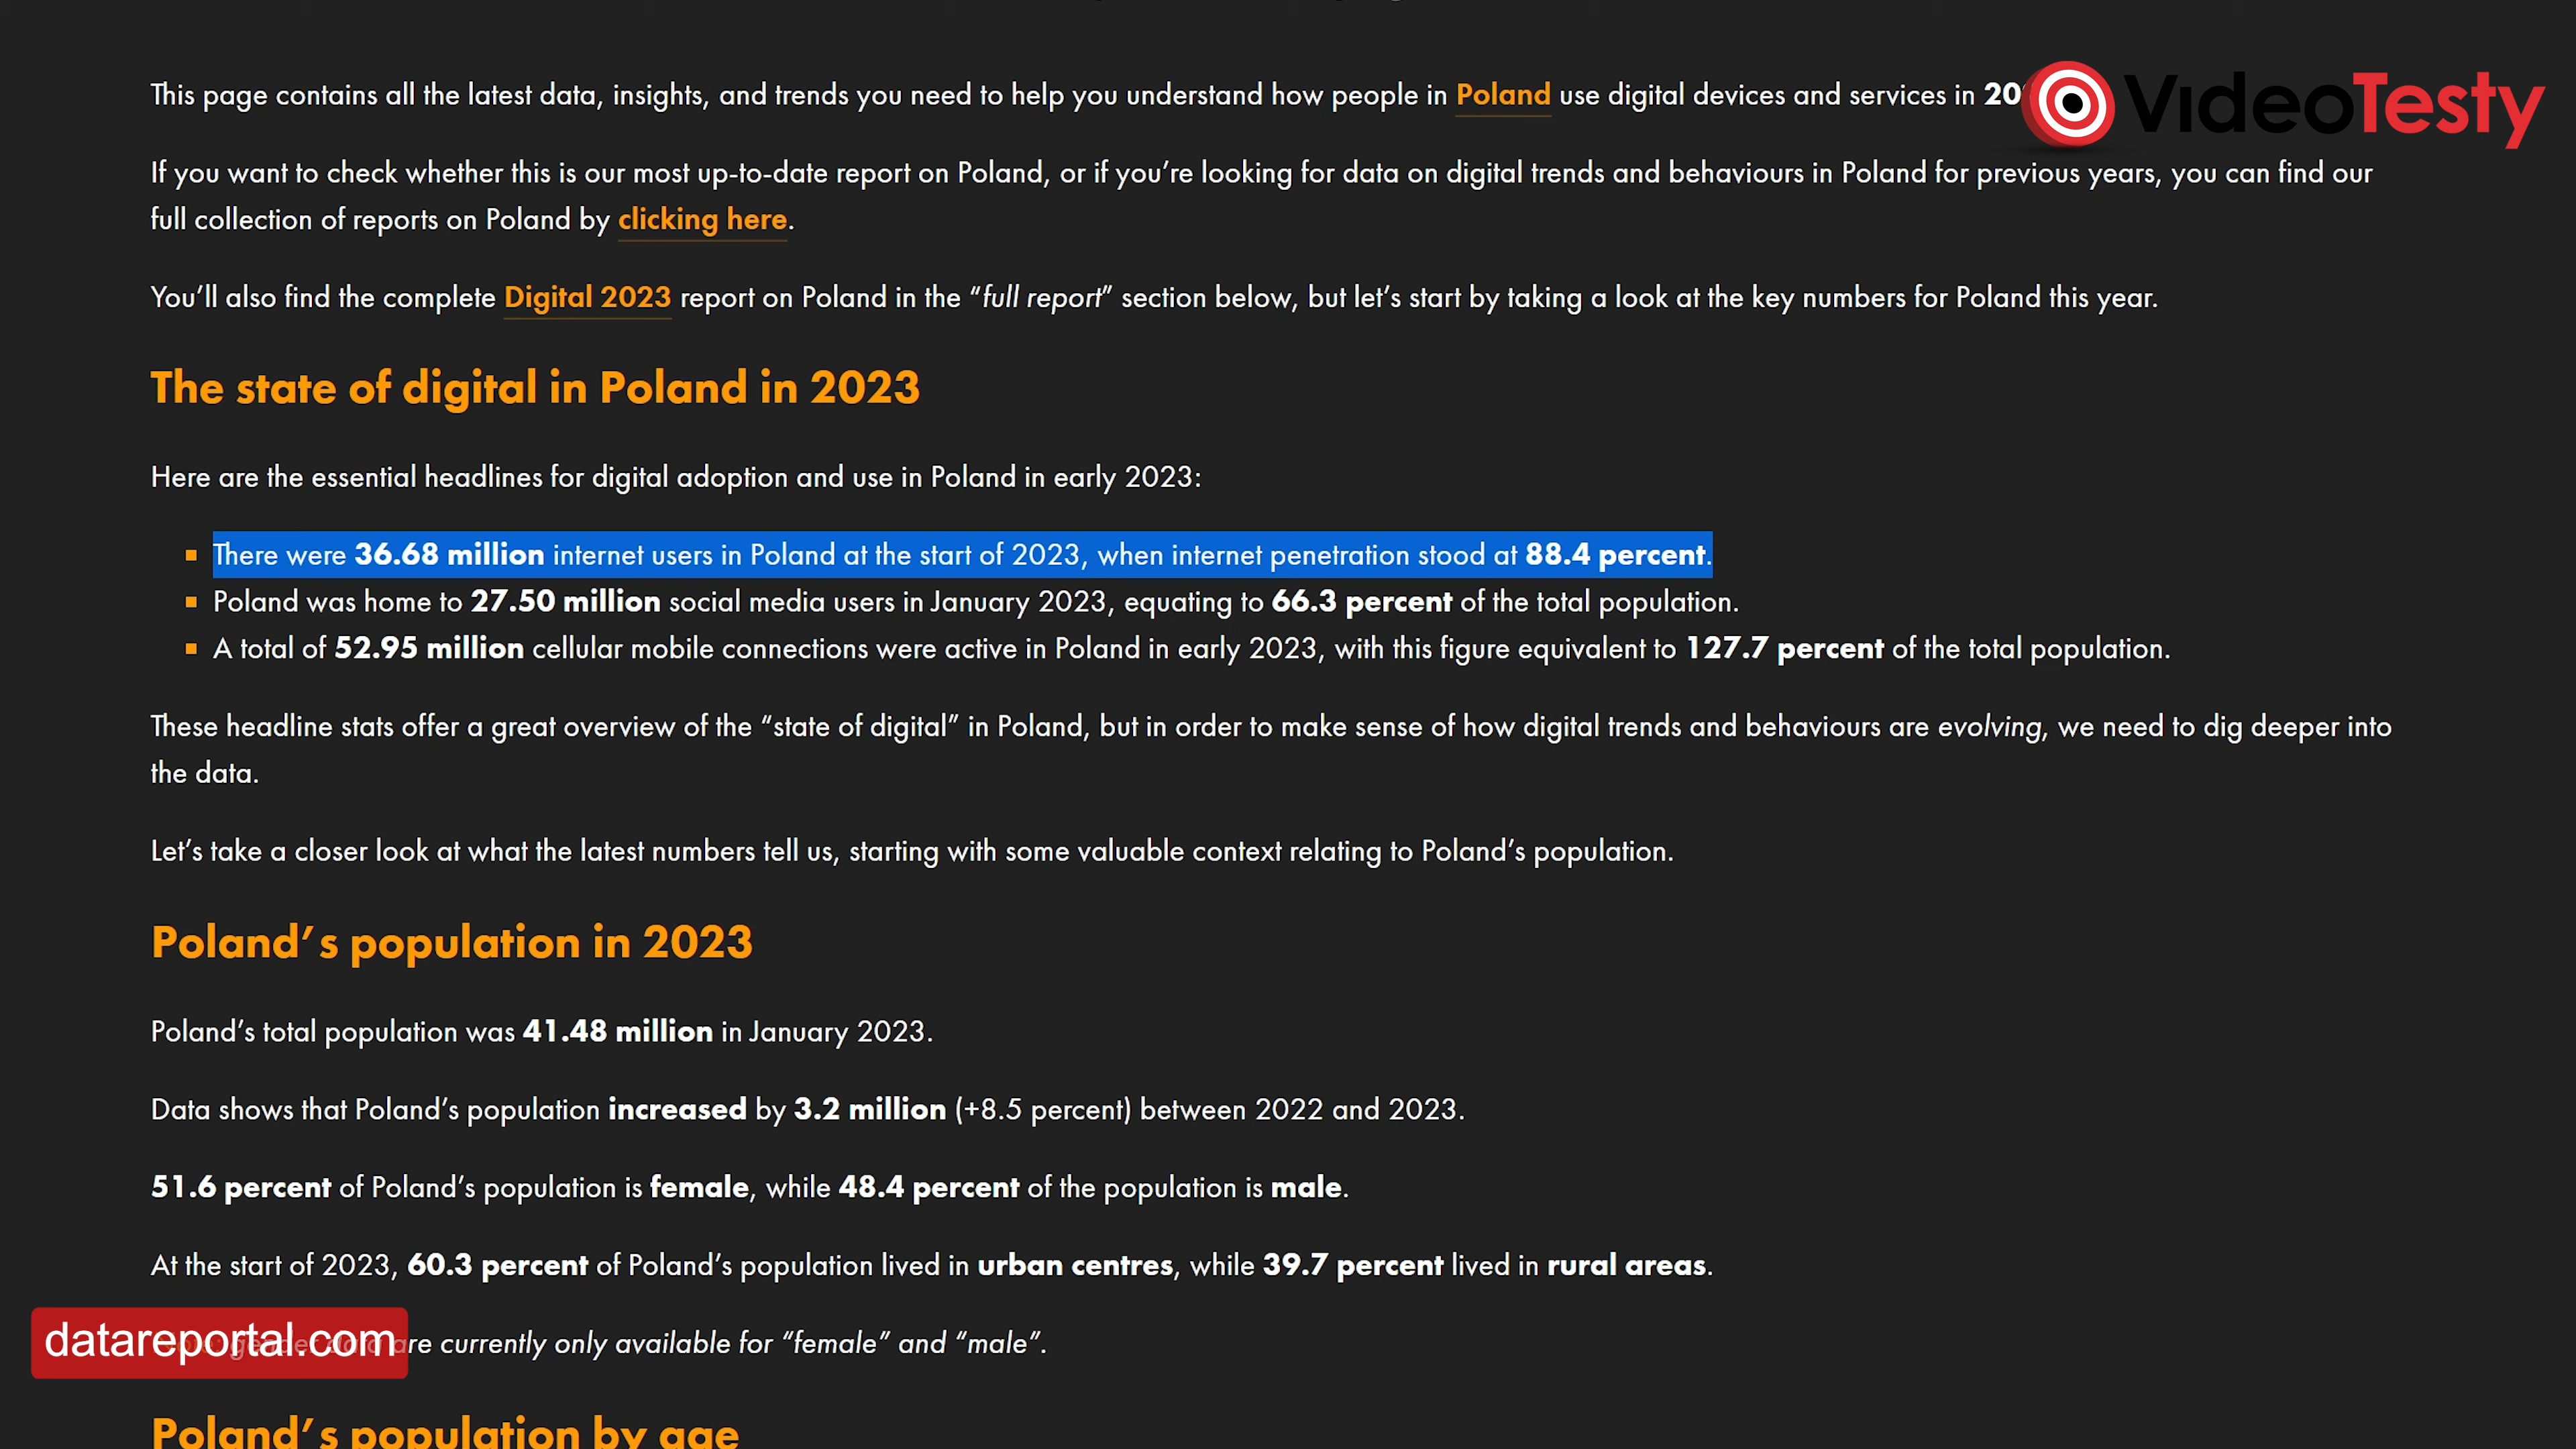 This page contains all the latest data, insights, and trends you need to help you understand how people in Poland use digital devices and services in 20
VideoTesty
If you want to check whether this is our most up-to-date report on Poland, or if you’re looking for data on digital trends and behaviours in Poland for previous years, you can find our
full collection of reports on Poland by clicking here.
You’ll also find the complete Digital 2023 report on Poland in the “full report” section below, but let’s start by taking a look at the key numbers for Poland this year.
The state of digital in Poland in 2023
Here are the essential headlines for digital adoption and use in Poland in early 2023:
There were 36.68 million internet users in Poland at the start of 2023, when internet penetration stood at 88.4 percent.
Poland was home to 27.50 million social media users in January 2023, equating to 66.3 percent of the total population.
A total of 52.95 million cellular mobile connections were active in Poland in early 2023, with this figure equivalent to 127.7 percent of the total population.
These headline stats offer a great overview of the “state of digital” in Poland, but in order to make sense of how digital trends and behaviours are evolving, we need to dig deeper into
the data.
Let’s take a closer look at what the latest numbers tell us, starting with some valuable context relating to Poland’s population.
Poland’s population in 2023
Poland’s total population was 41.48 million in January 2023.
Data shows that Poland’s population increased by 3.2 million (+8.5 percent) between 2022 and 2023.
51.6 percent of Poland’s population is female, while 48.4 percent of the population is male.
At the start of 2023, 60.3 percent of Poland’s population lived in urban centres, while 39.7 percent lived in rural areas.
datareportal.com
gender data are currently only available for “female” and “male”.
Poland’s population by age